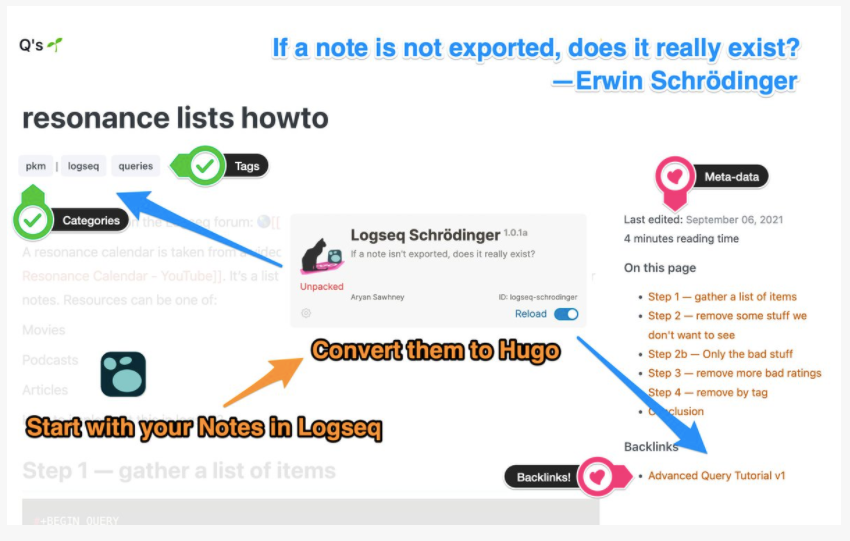 Q's
If a note is not exported, does it really exist?
—Erwin Schrödinger
resonance lists howto
pkm | logseq queries
Tags
Meta-data
Categories
the Logseq forum:
Last edited: September 06, 2021
4 minutes reading time
A resonance calendar is taken from
Resonance Calendar - YouTube]]. It's a list
notes. Resources can be one of:
Movies
Podcasts
Articles
Logseq Schrödinger 1.0.1a
If a note isn't exported, does it really exist?
Unpacked
Aryan Sawhney
ID: logseq-schrodinger
Reload
On this page
Step 1 — gather a list of items
Step 2 — remove some stuff we
don't want to see
Step 2b — Only the bad stuff
Step 3 — remove more bad ratings
Step 4 — remove by tag
Conclusion
Convert them to Hugo
Start with your Notes in Logseq
Backlinks
Backlinks!
Advanced Query Tutorial v1
Step 1 — gather a list of items
#+BEGIN_QUERY